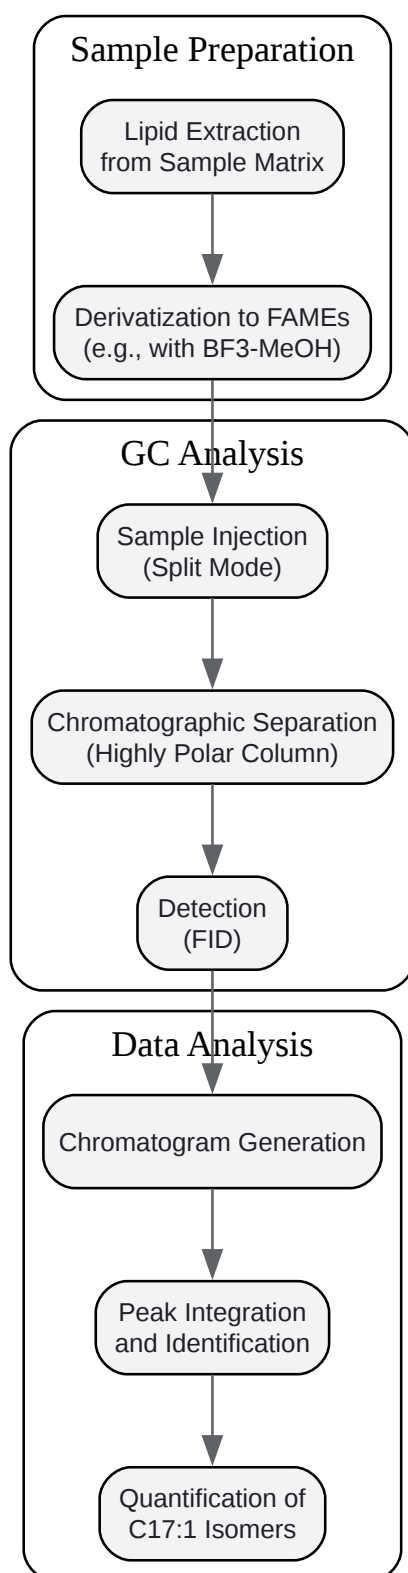 Sample Preparation
Lipid Extraction
from Sample Matrix
Derivatization to FAMEs
(e.g., with BF3-MeOH)
GC Analysis
Sample Injection
(Split Mode)
Chromatographic Separation
(Highly Polar Column)
Detection
(FID)
Data Analysis
Chromatogram Generation
Peak Integration
and Identification
Quantification of
C17:1 Isomers